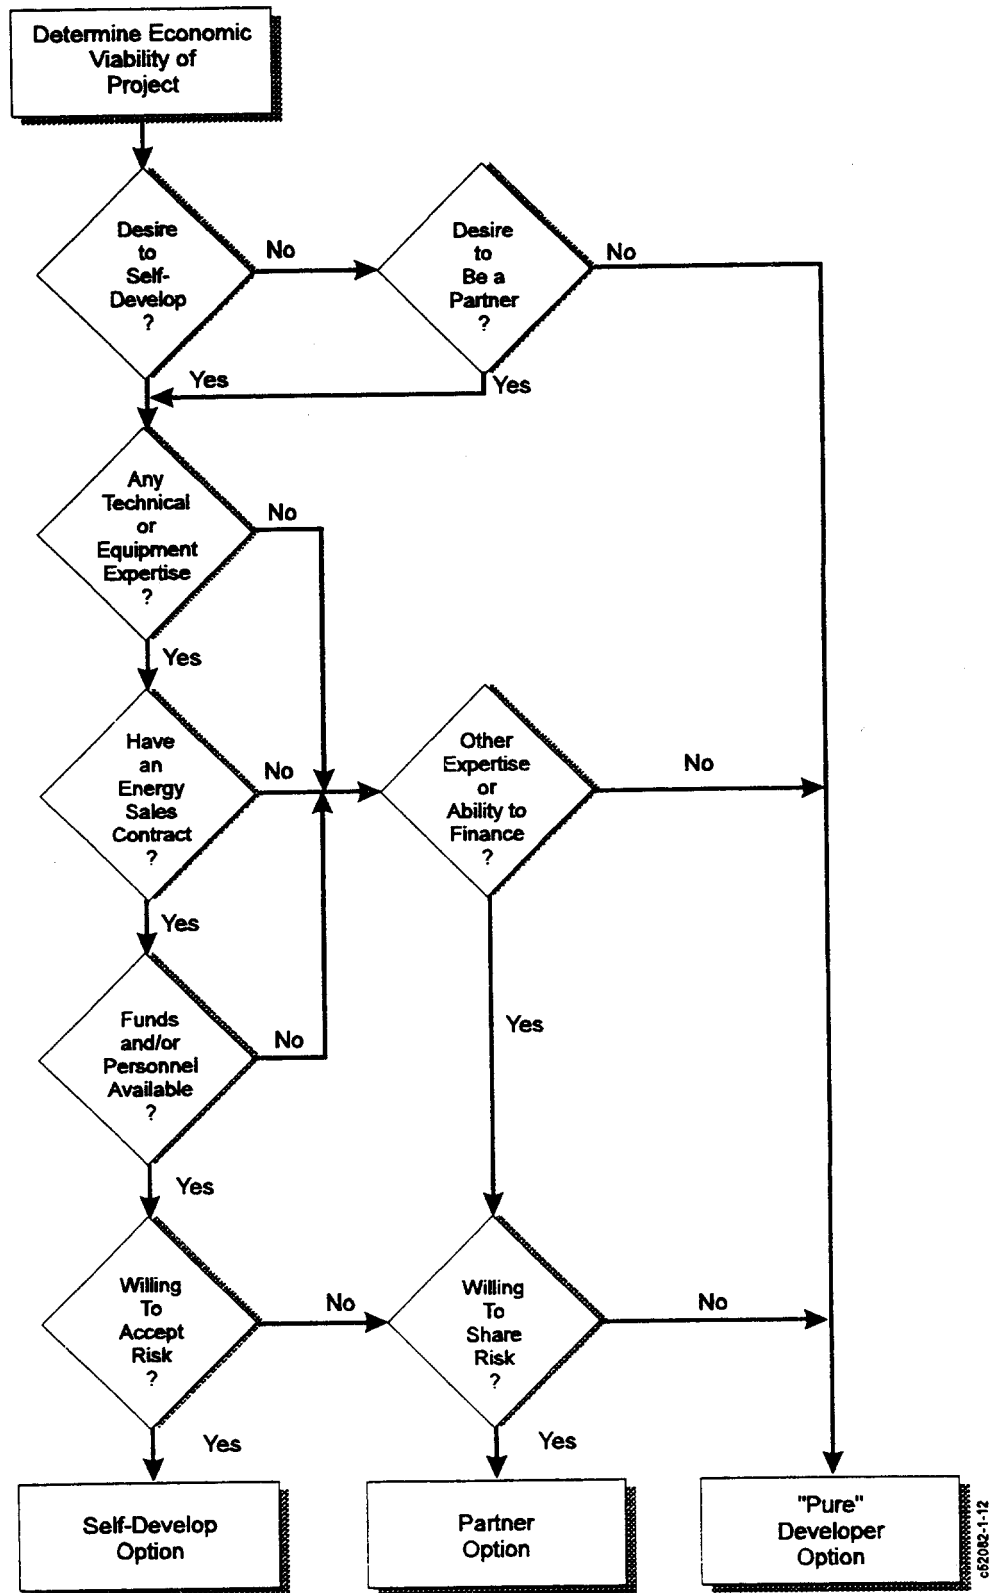 Determine Economic
Viability of
Project
Desire
to
Self-
Develop
?
No
Desire
to
Be a
Partner
?
No
Yes
Yes
Any
Technical
or
Equipment
Expertise
?
No
Yes
Have
an
Energy
Sales
Contract
?
No
Other
Expertise
or
Ability to
Finance
?
No
Yes
Funds
and/or
Personnel
Available
?
No
Yes
Yes
Willing
To
Accept
Risk
?
No
Willing
To
Share
Risk
?
No
Yes
Yes
Self-Develop
Option
Partner
Option
"Pure"
Developer
Option
c52082-1-12